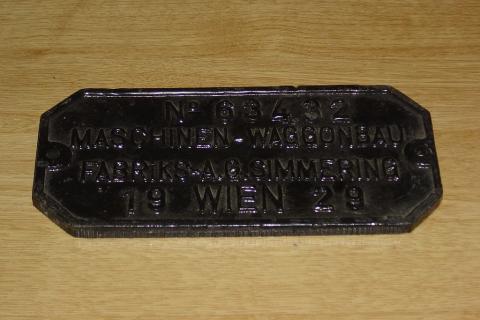 Nº 63432
MASCHINEN-WAGGONBAU
FABRIKS-A.G.SIMMERING
19 WIEN 29